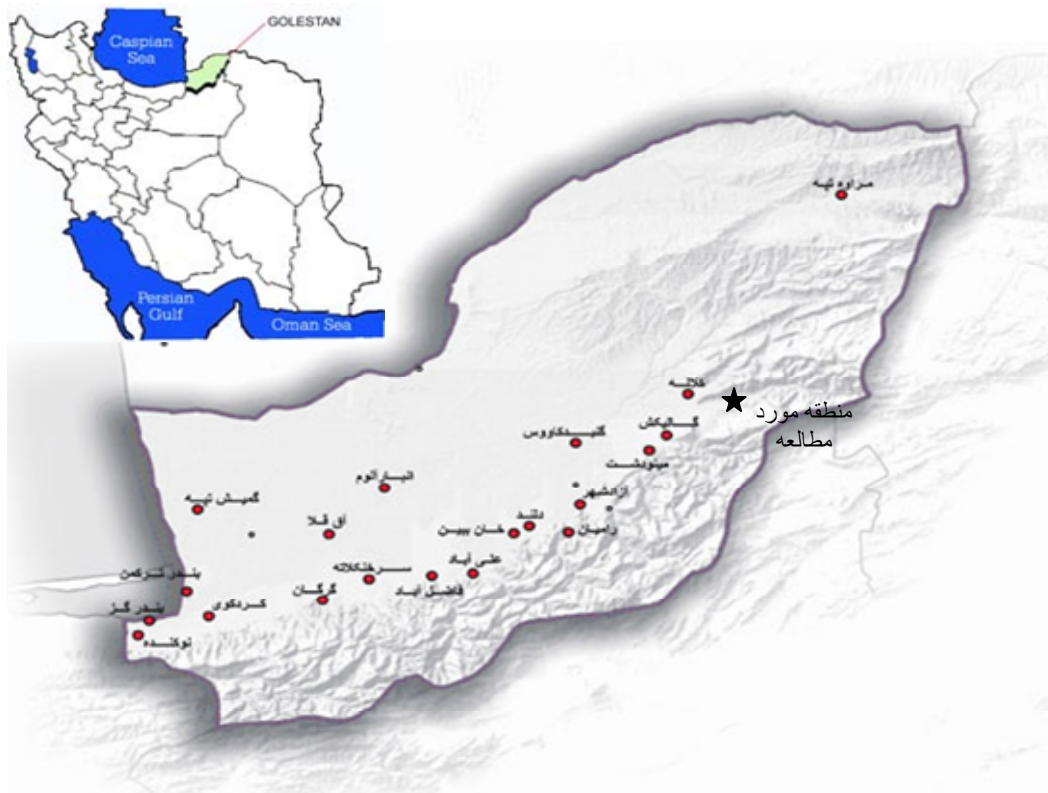 GOLESTAN
Caspian
Sea
Persian
Gulf
Oman Sea
مراوه تپه
کلاله
منطقه مورد
مطالعه
گالیکش
گنبدکاووس
مینودشت
انبارآلوم
آزادشهر
گمیش تپه
آق قلا
دلند
خان ببین
رامیان
علی آباد
سرخنکلاته
فاضل آباد
بندر ترکمن
گرگان
کردکوی
بندر گز
نوکنده